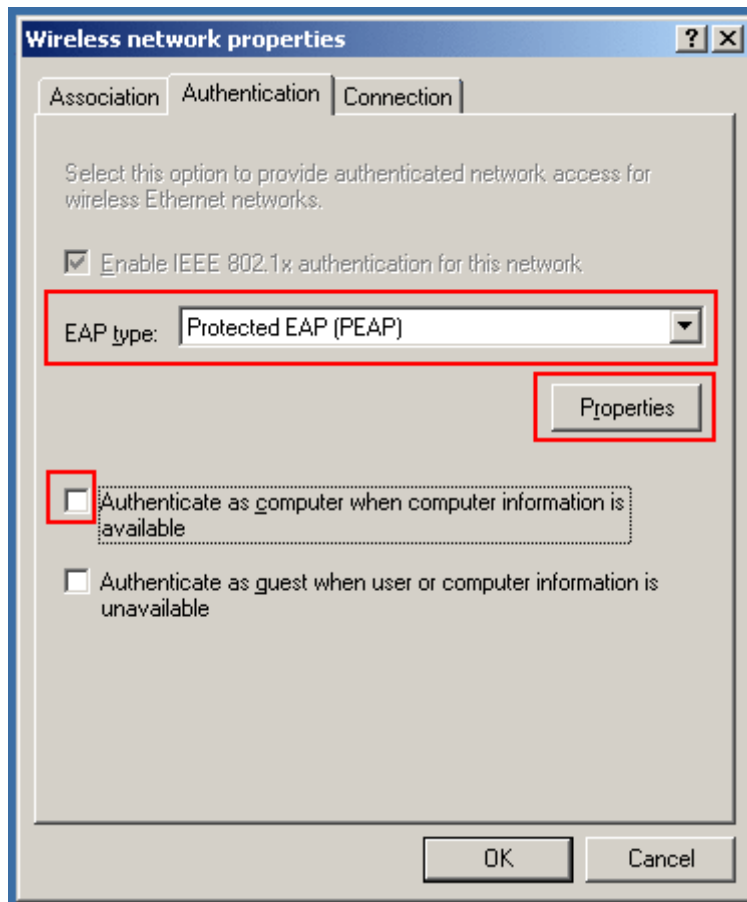 Wireless network properties
?
Association Authentication Connection
Select this option to provide authenticated network access for
wireless Ethernet networks.
Enable IEEE 802.1x authentication for this network
EAP type: Protected EAP (PEAP)
Properties
Authenticate as computer when computer information is
available
Authenticate as guest when user or computer information is
unavailable
OK Cancel